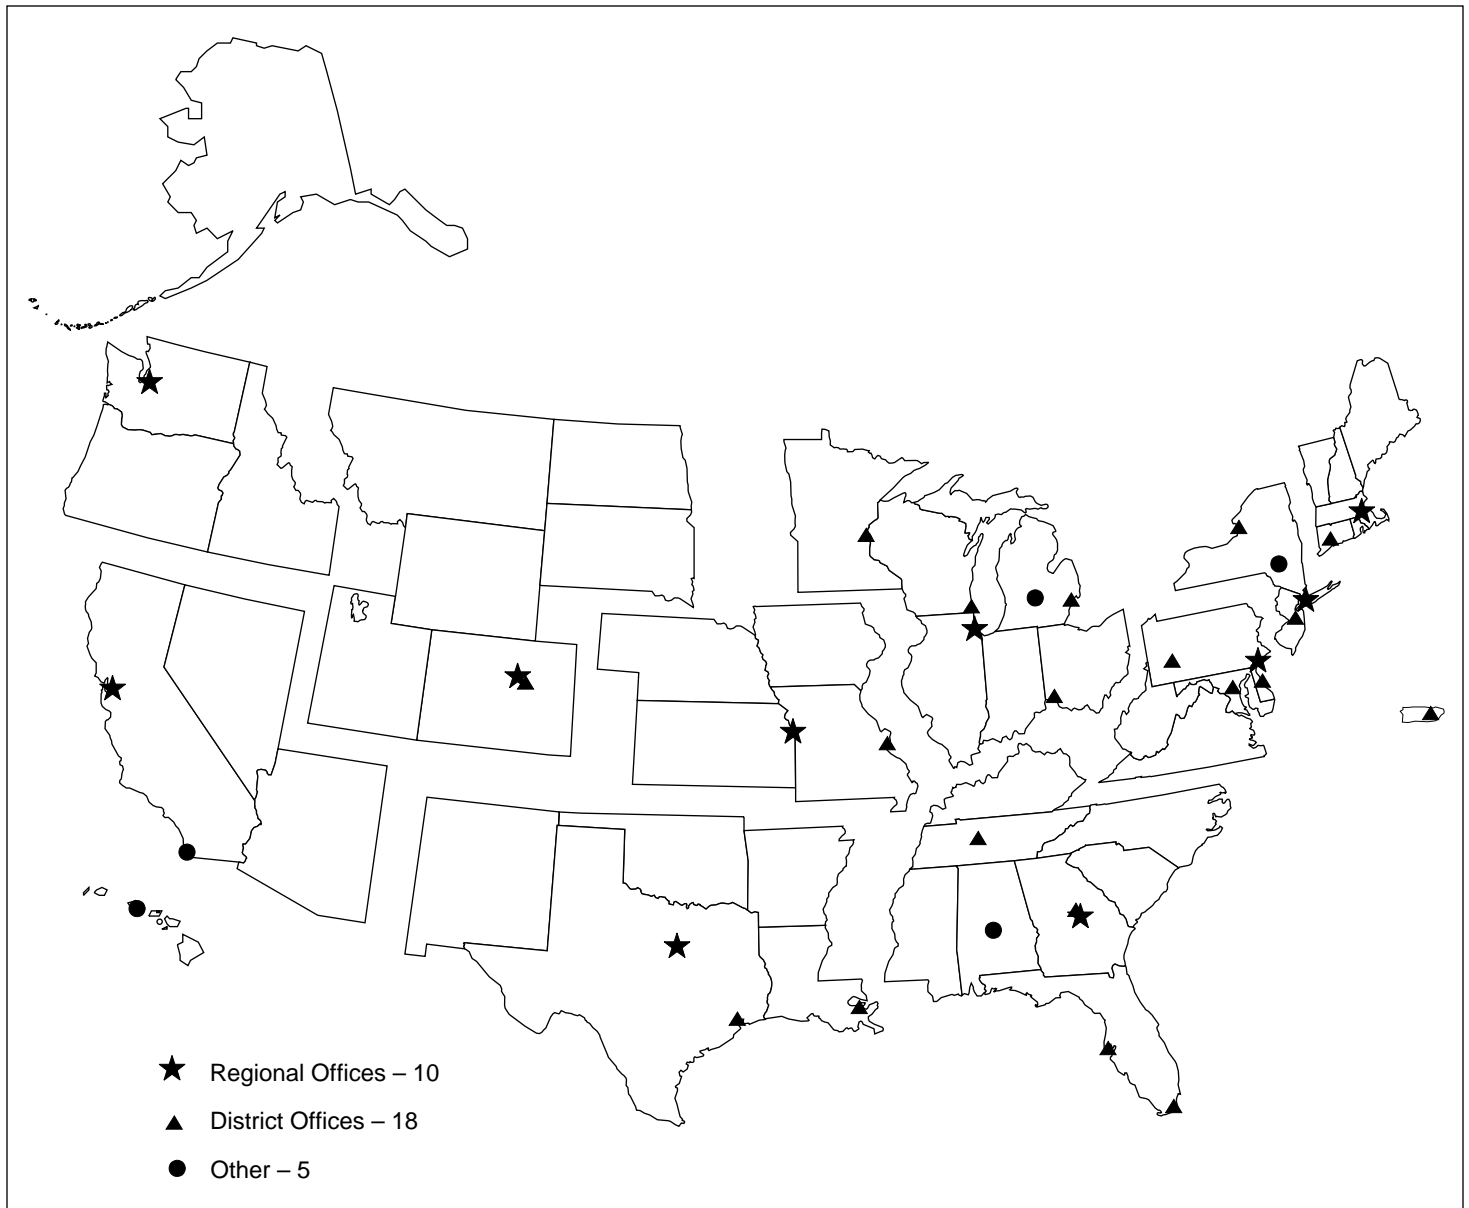 Regional Offices – 10
District Offices – 18
Other – 5